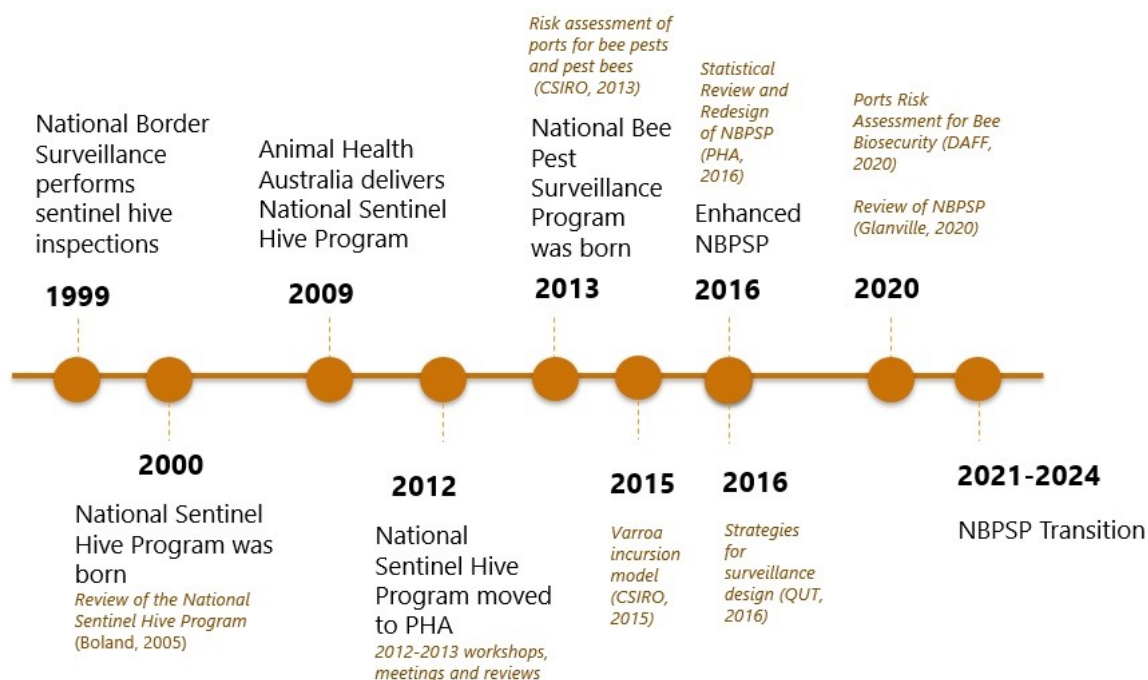 National Border
Surveillance
performs
sentinel hive
inspections
1999
Animal Health
Australia delivers
National Sentinel
Hive Program
2009
Risk assessment of
ports for bee pests
and pest bees
(CSIRO, 2013)
National Bee
Pest
Surveillance
Program
was born
2013
Statistical
Review and
Redesign
of NBPSP
(PHA,
2016)
Enhanced
NBPSP
2016
Ports Risk
Assessment for Bee
Biosecurity (DAFF,
2020)
Review of NBPSP
(Glanville, 2020)
2020
2000
National Sentinel
Hive Program was
born
Review of the National
Sentinel Hive Program
(Boland, 2005)
2012
National
Sentinel Hive
Program moved
to PHA
2012-2013 workshops,
meetings and reviews
2015
Varroa
incursion
model
(CSIRO,
2015)
2016
Strategies
for
surveillance
design (QUT,
2016)
2021-2024
NBPSP Transition